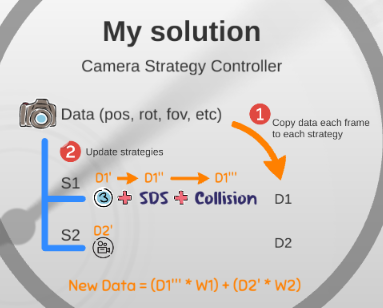 My solution
Camera Strategy Controller
Data (pos, rot, fov, etc)
1
Copy data each frame
to each strategy
2
Update strategies
S1
D1' D1'' D1'''
3 + SDS + Collision
D1
S2
D2'
D2
New Data = (D1''' * W1) + (D2' * W2)